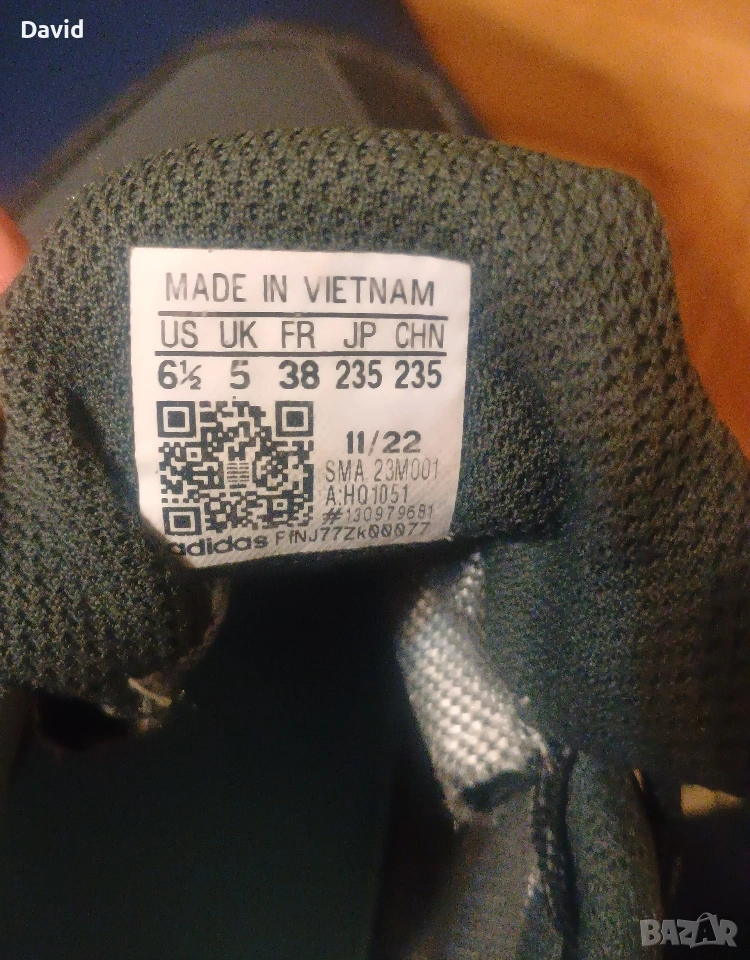 David
MADE IN VIETNAM
US UK FR JP CHN
6½ 5 38 235 235
11/22
SMA 23M001
A:HQ1051
#130979681
adidas FfNJ77Zk00077
BAZAR